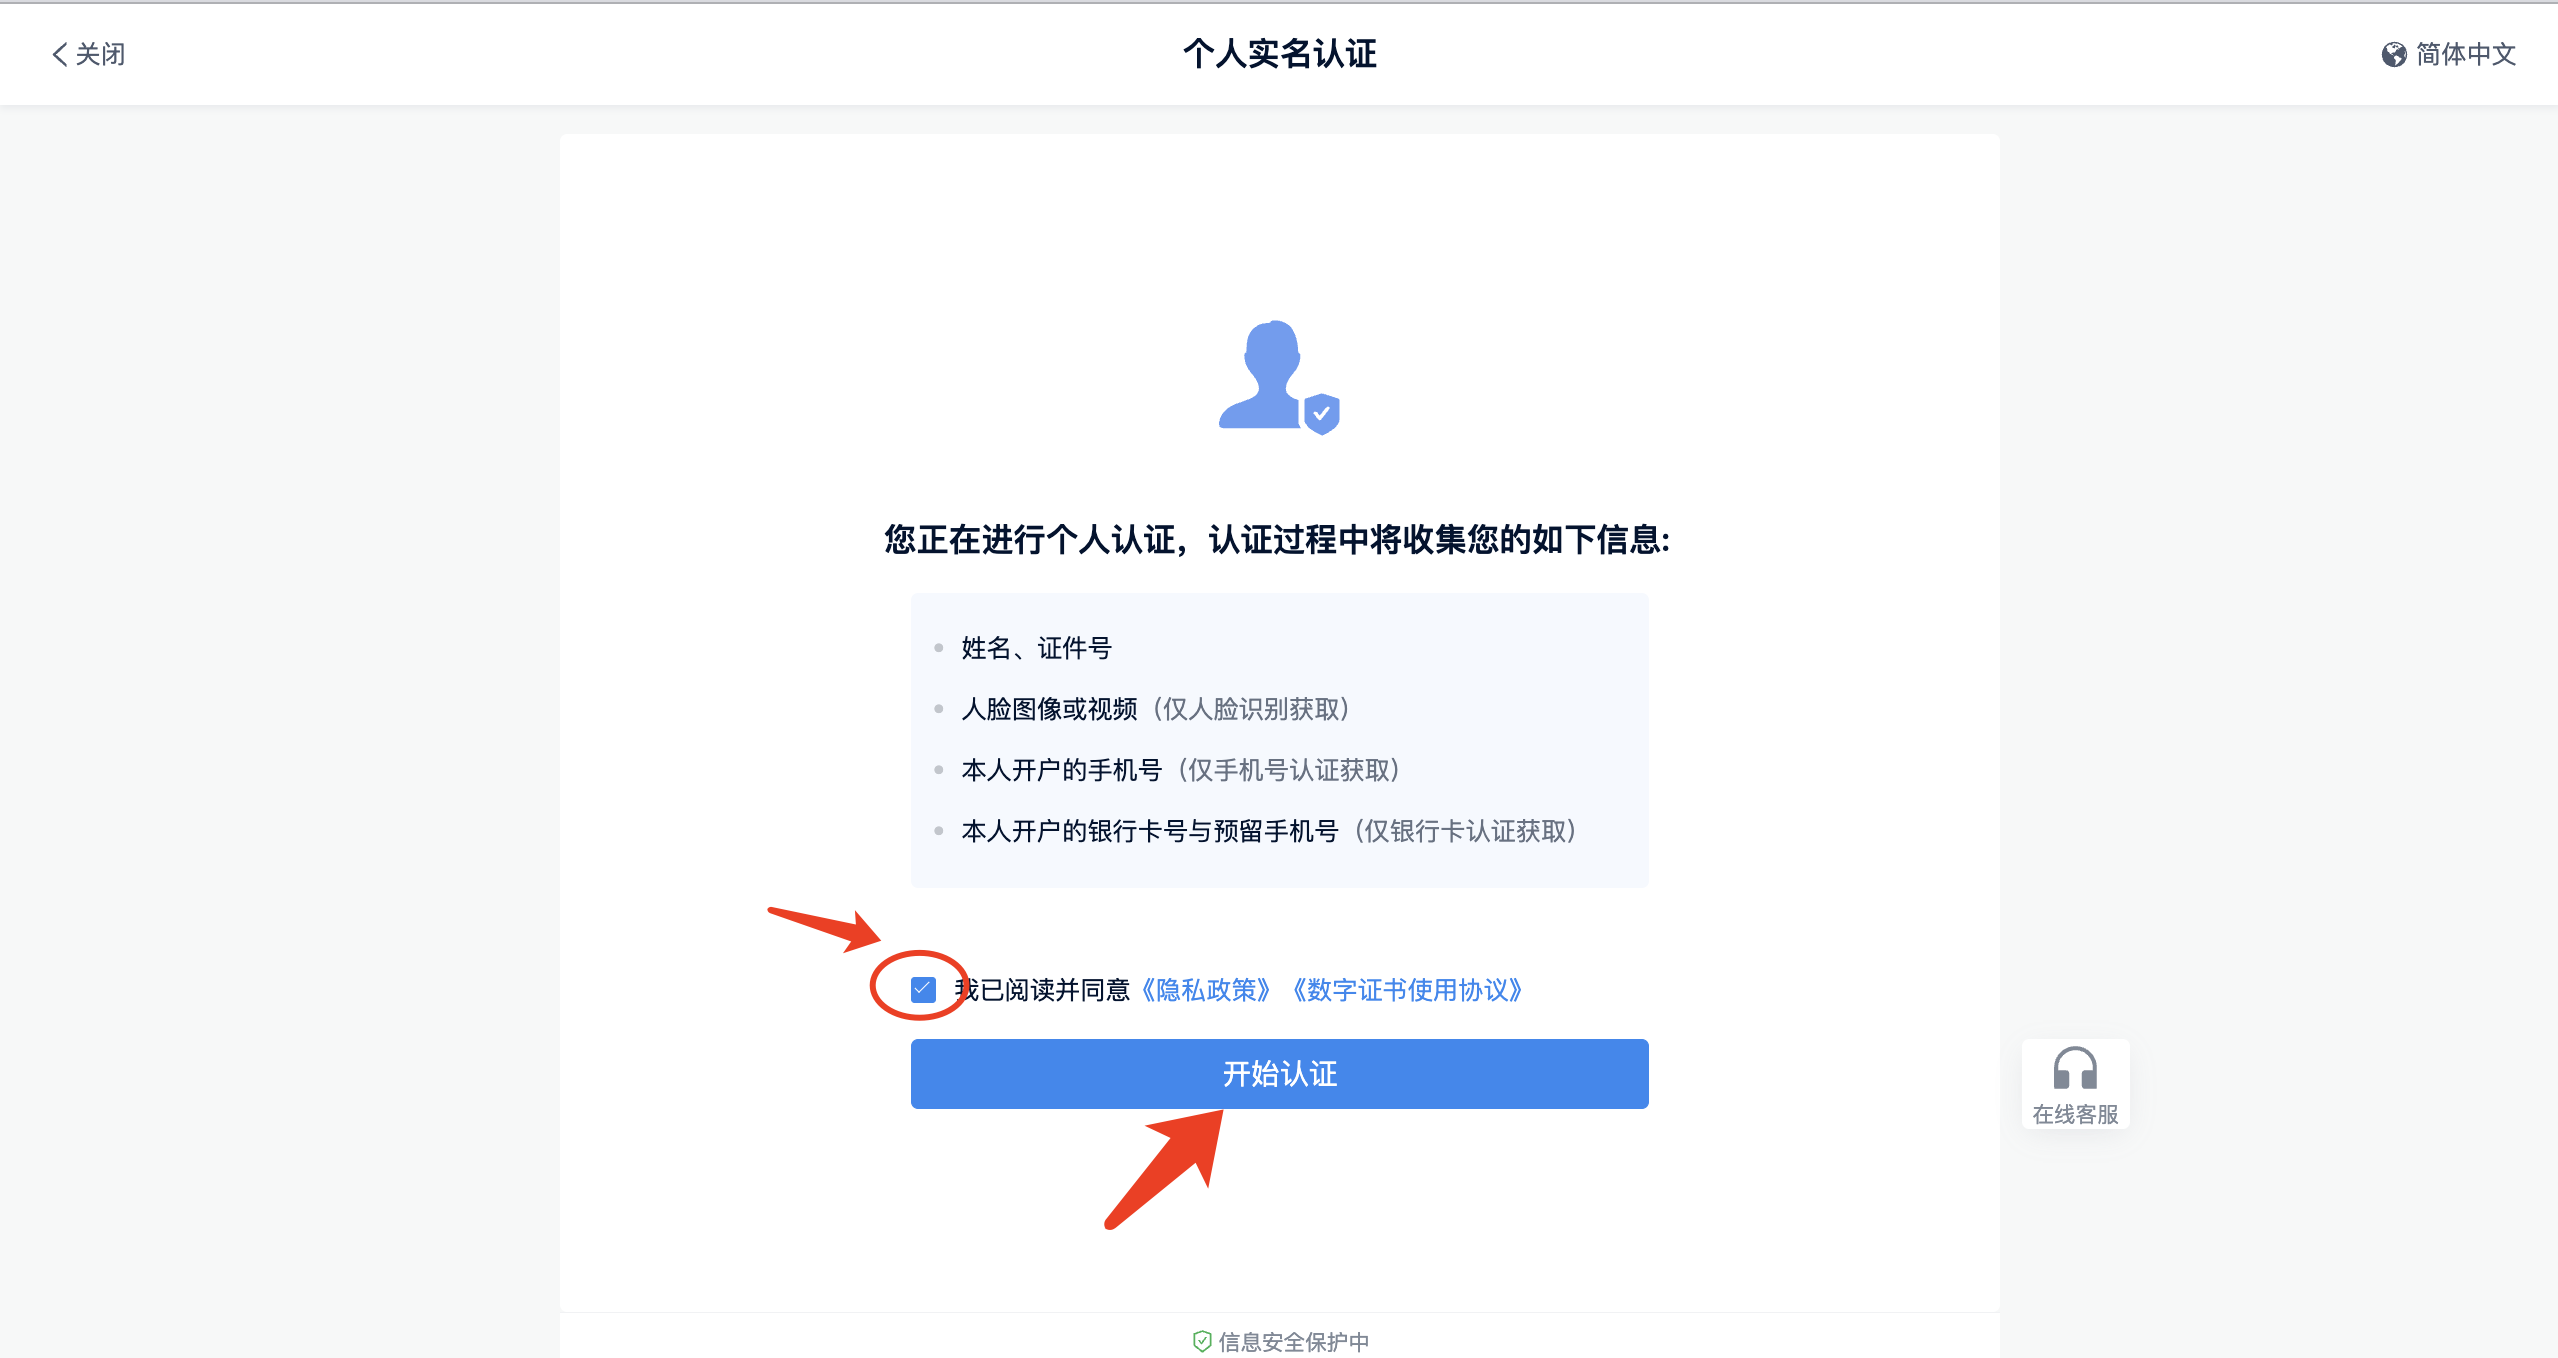 关闭
个人实名认证
简体中文
您正在进行个人认证，认证过程中将收集您的如下信息:
姓名、证件号
人脸图像或视频（仅人脸识别获取）
本人开户的手机号（仅手机号认证获取）
本人开户的银行卡号与预留手机号（仅银行卡认证获取）
我已阅读并同意《隐私政策》《数字证书使用协议》
开始认证
在线客服
信息安全保护中